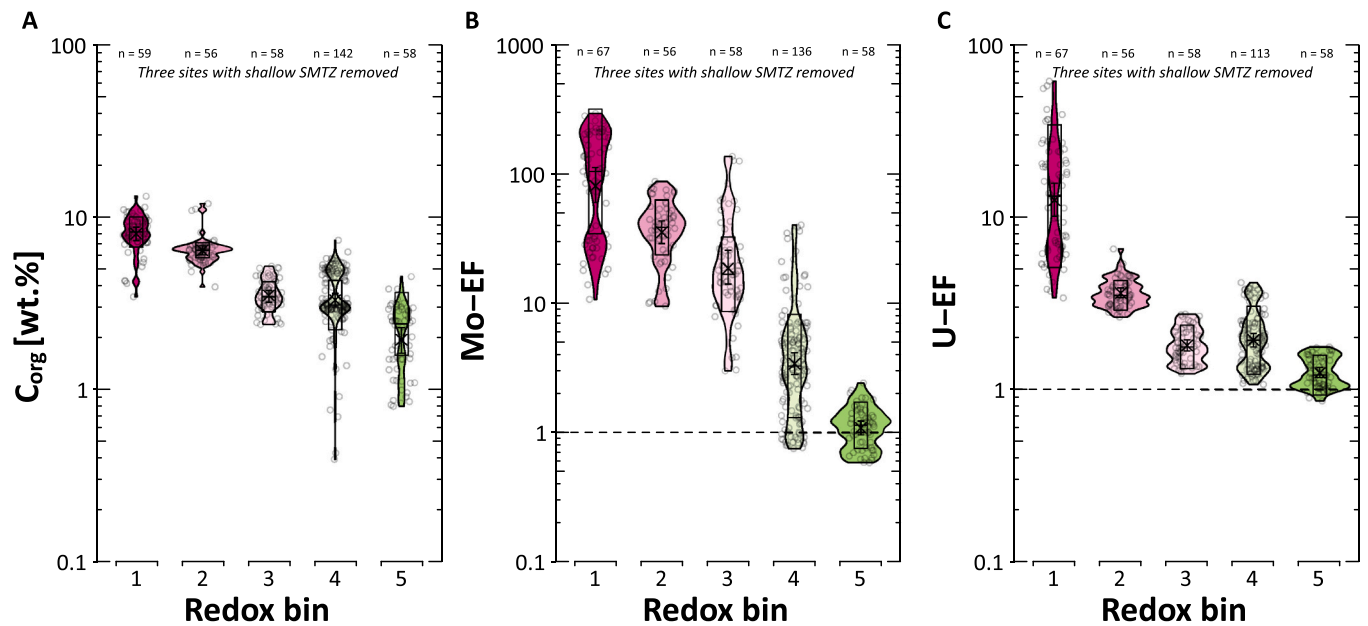 A
n = 59 n = 56 n = 58 n = 142 n = 58
Three sites with shallow SMTZ removed
100
10
1
0.1
Corg [wt.%]
1 2 3 4 5
Redox bin
B
n = 67 n = 56 n = 58 n = 136 n = 58
Three sites with shallow SMTZ removed
1000
100
10
1
0.1
Mo−EF
1 2 3 4 5
Redox bin
C
n = 67 n = 56 n = 58 n = 113 n = 58
Three sites with shallow SMTZ removed
100
10
1
0.1
U−EF
1 2 3 4 5
Redox bin